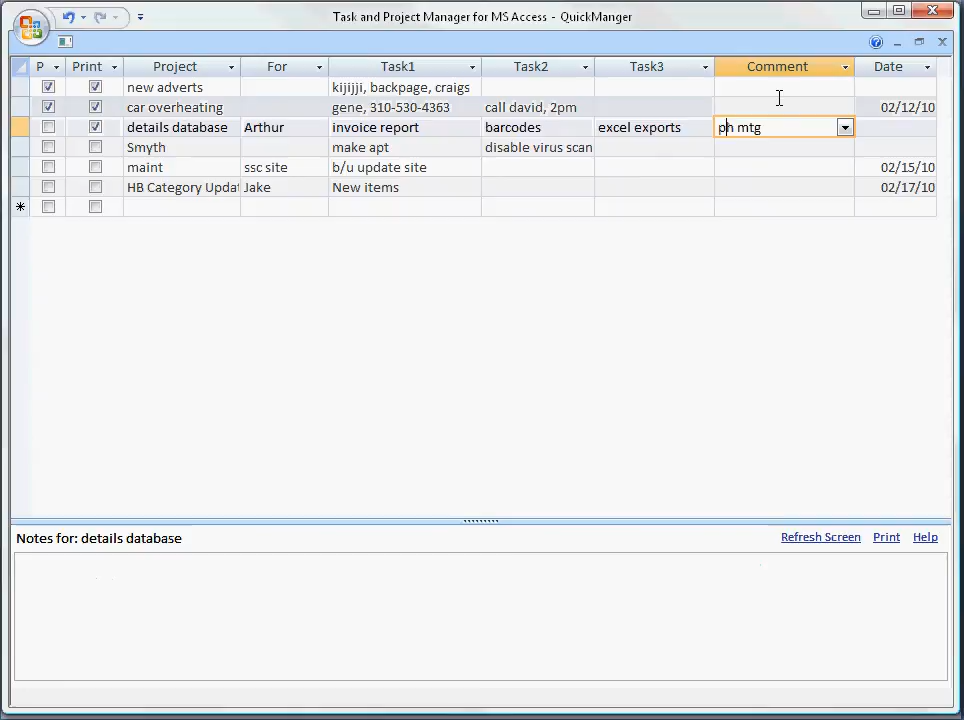 Task and Project Manager for MS Access - QuickManger
P Print Project For Task1 Task2 Task3 Comment Date
new adverts kijijji, backpage, craigs
car overheating gene, 310-530-4363 call david, 2pm 02/12/10
details database Arthur invoice report barcodes excel exports ph mtg
Smyth make apt disable virus scan
maint ssc site b/u update site 02/15/10
HB Category Updat Jake New items 02/17/10
Notes for: details database Refresh Screen Print Help